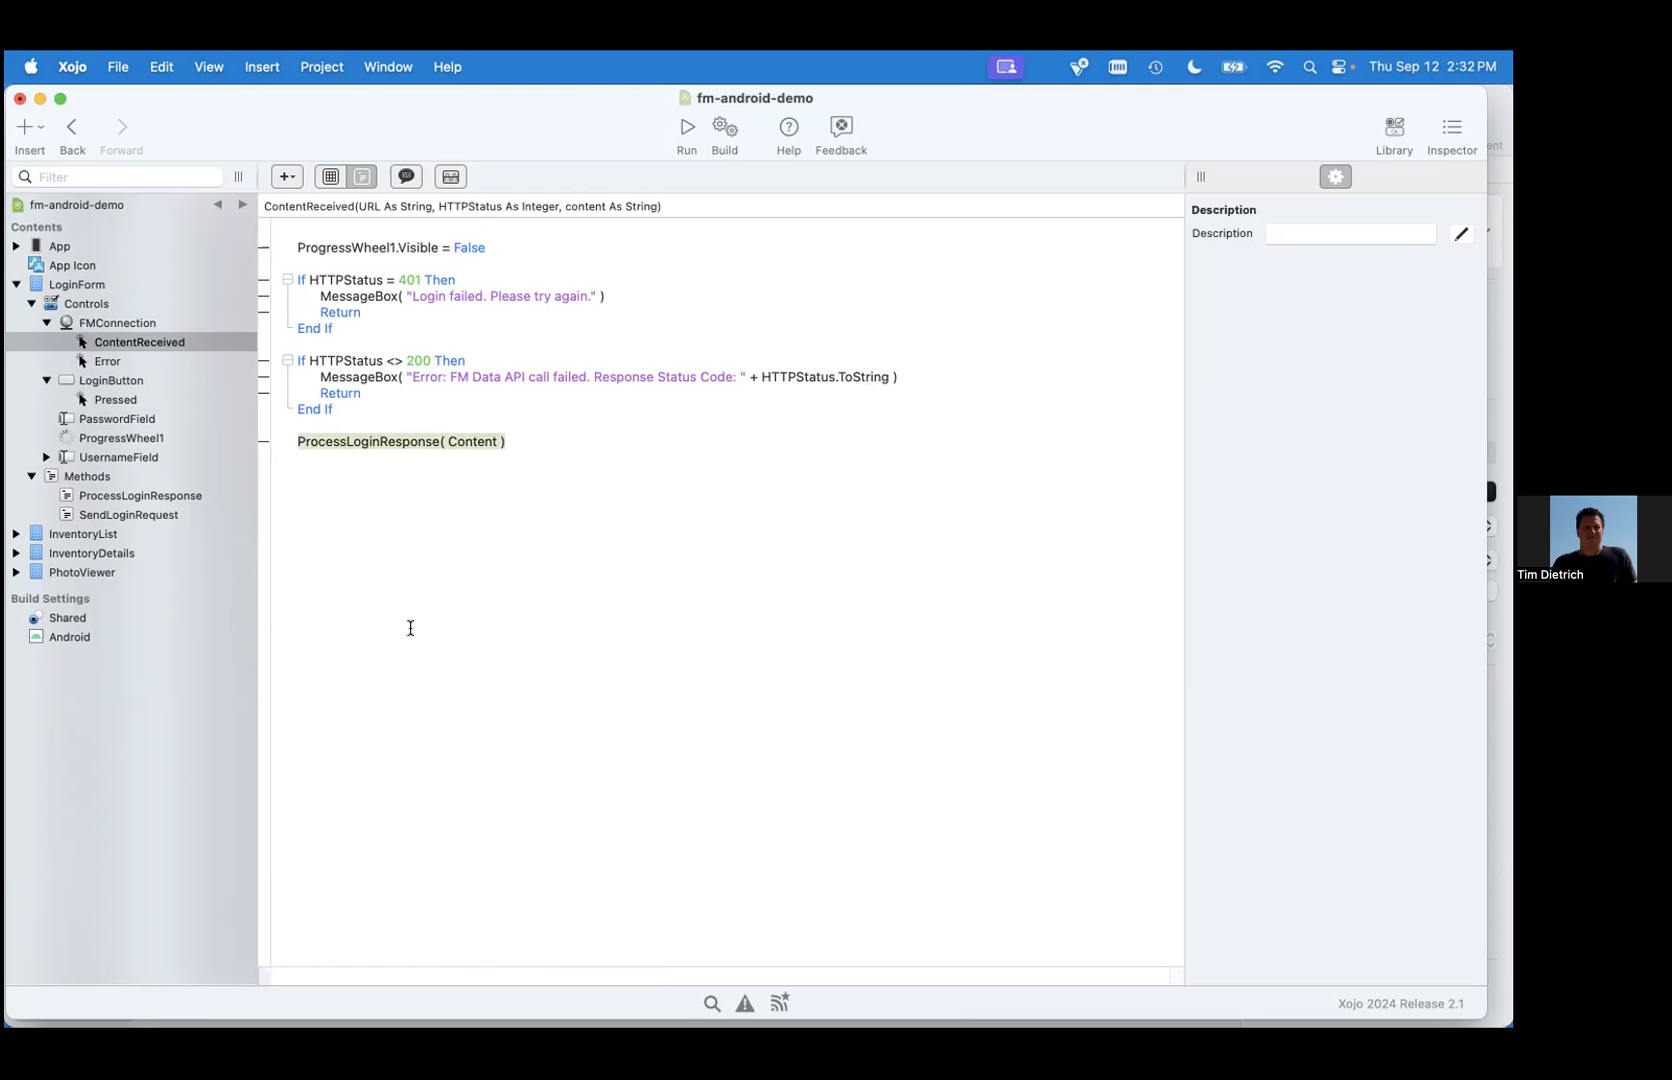 Xojo File Edit View Insert Project Window Help Thu Sep 12 2:32 PM
fm-android-demo
Insert Back Forward Run Build Help Feedback Library Inspector
Filter
fm-android-demo
Contents
App
App Icon
LoginForm
Controls
FMConnection
ContentReceived
Error
LoginButton
Pressed
PasswordField
ProgressWheel1
UsernameField
Methods
ProcessLoginResponse
SendLoginRequest
InventoryList
InventoryDetails
PhotoViewer
Build Settings
Shared
Android
ContentReceived(URL As String, HTTPStatus As Integer, content As String)
ProgressWheel1.Visible = False
If HTTPStatus = 401 Then
MessageBox( "Login failed. Please try again." )
Return
End If
If HTTPStatus <> 200 Then
MessageBox( "Error: FM Data API call failed. Response Status Code: " + HTTPStatus.ToString )
Return
End If
ProcessLoginResponse( Content )
Description
Description
Tim Dietrich
Xojo 2024 Release 2.1